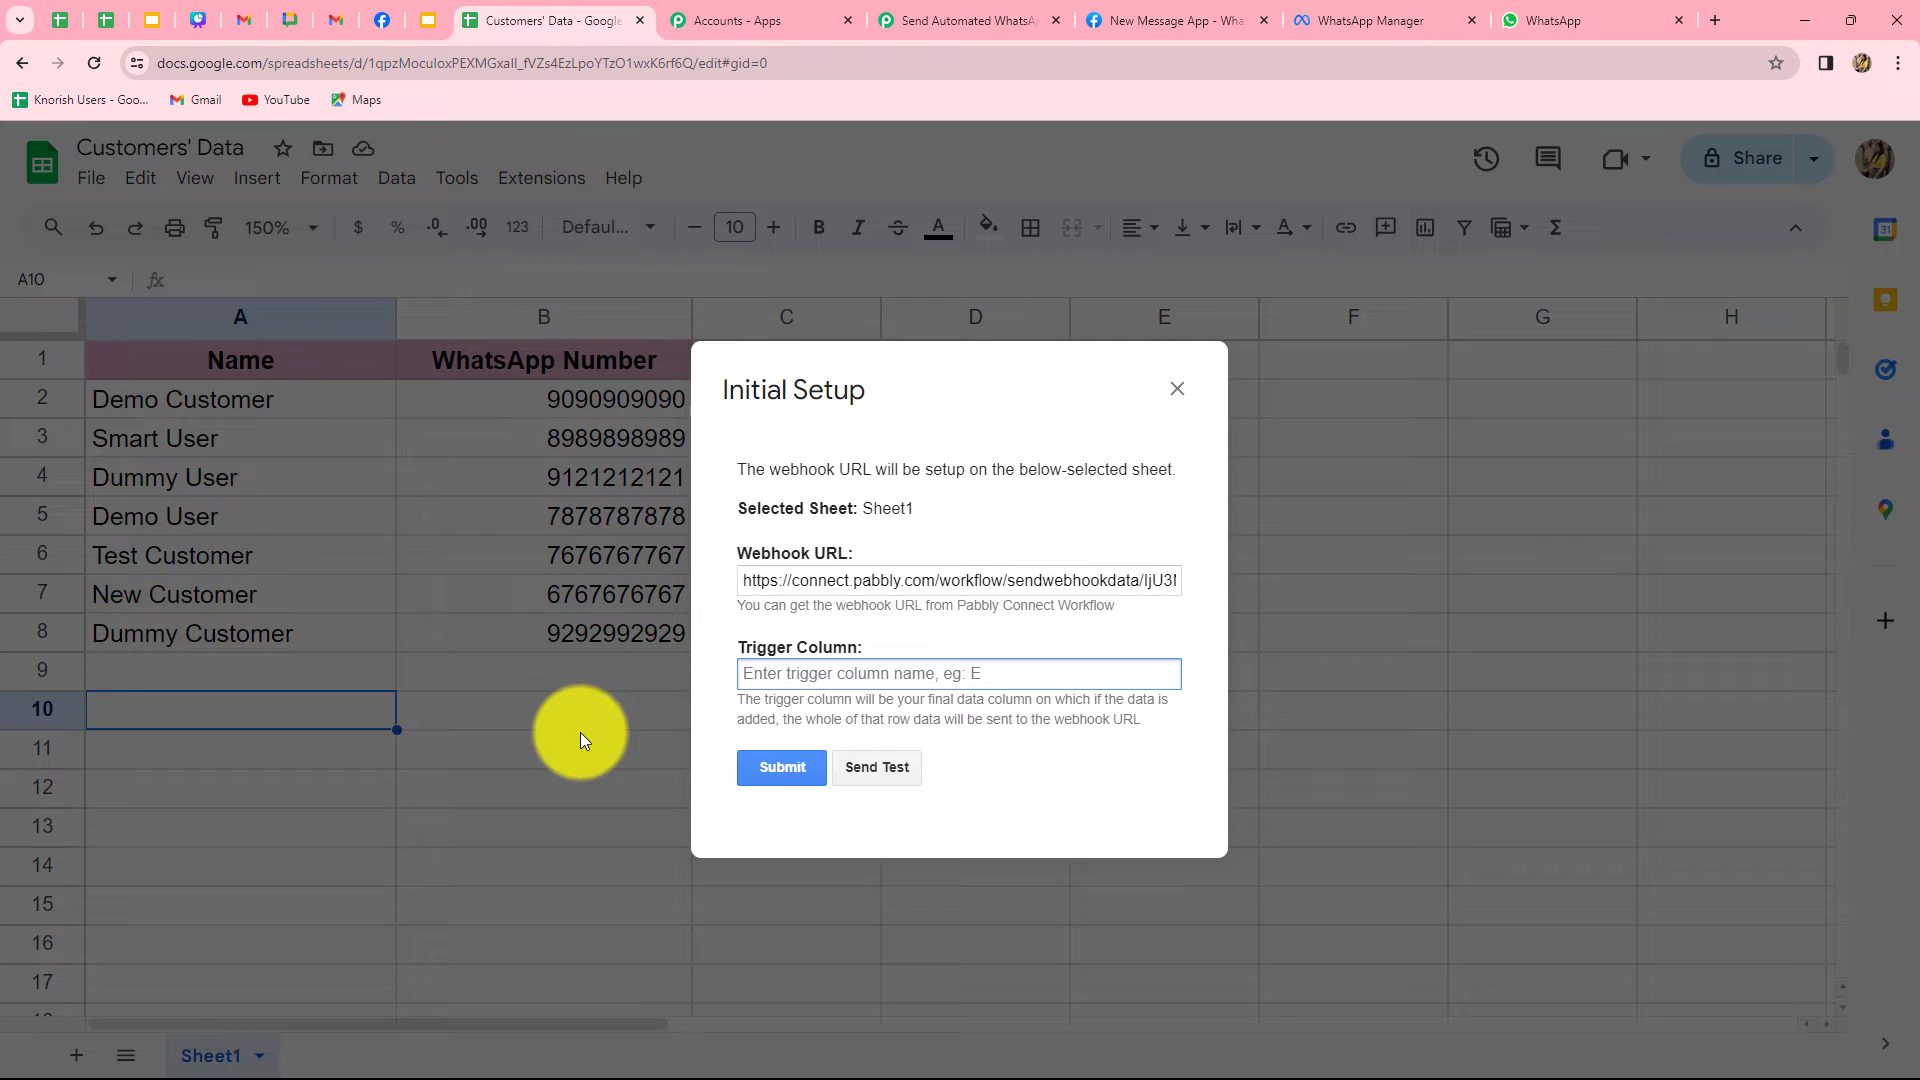 Customers' Data - Google
Accounts - Apps
Send Automated WhatsA
New Message App - Wha
WhatsApp Manager
WhatsApp
docs.google.com/spreadsheets/d/1qpzMoculoxPEXMGxall_fVZs4EzLpoYTzO1wxK6rf6Q/edit#gid=0
Knorish Users - Goo...
Gmail
YouTube
Maps
Customers' Data
Share
File Edit View Insert Format Data Tools Extensions Help
150% $ % .0 .00 123 Defaul... 10 B I A
A10
fx
A B C D E F G H
1 Name WhatsApp Number
2 Demo Customer 9090909090
3 Smart User 8989898989
4 Dummy User 9121212121
5 Demo User 7878787878
6 Test Customer 7676767767
7 New Customer 6767676767
8 Dummy Customer 9292992929
9
10
11
12
13
14
15
16
17
Initial Setup
The webhook URL will be setup on the below-selected sheet.
Selected Sheet: Sheet1
Webhook URL:
https://connect.pabbly.com/workflow/sendwebhookdata/IjU3
You can get the webhook URL from Pabbly Connect Workflow
Trigger Column:
Enter trigger column name, eg: E
The trigger column will be your final data column on which if the data is
added, the whole of that row data will be sent to the webhook URL
Submit
Send Test
Sheet1
31